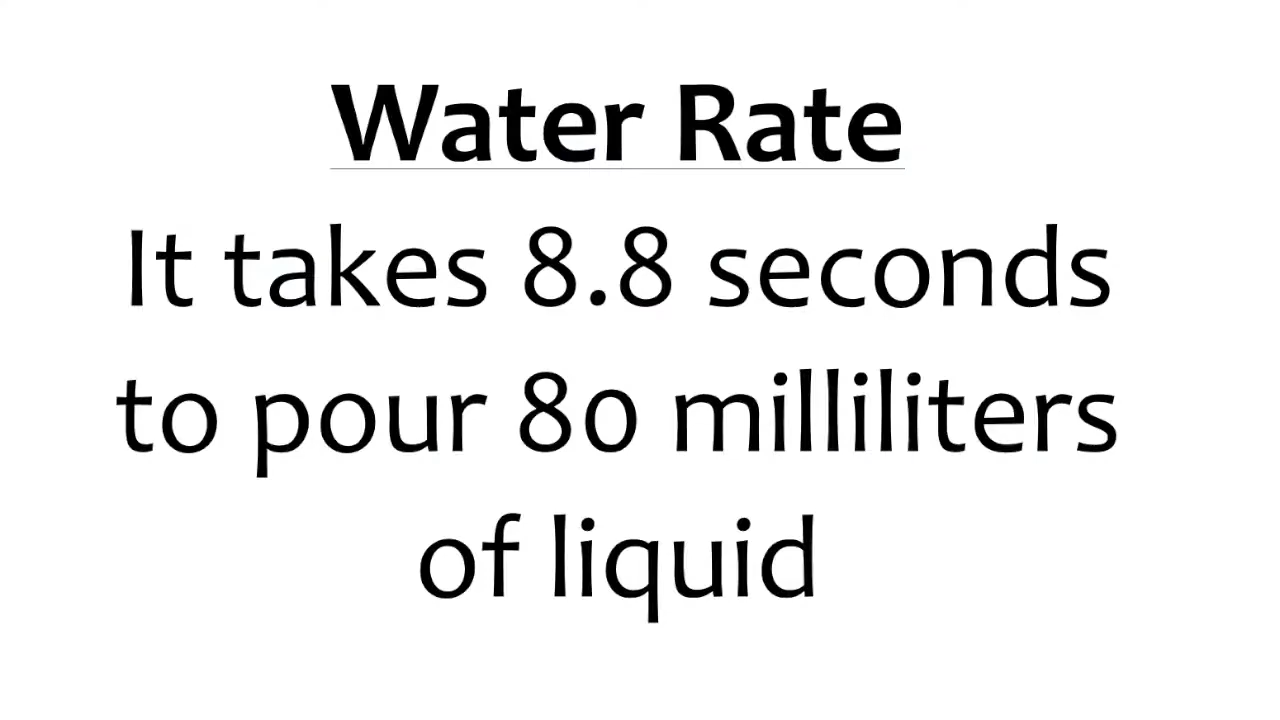 Water Rate
It takes 8.8 seconds
to pour 80 milliliters
of liquid